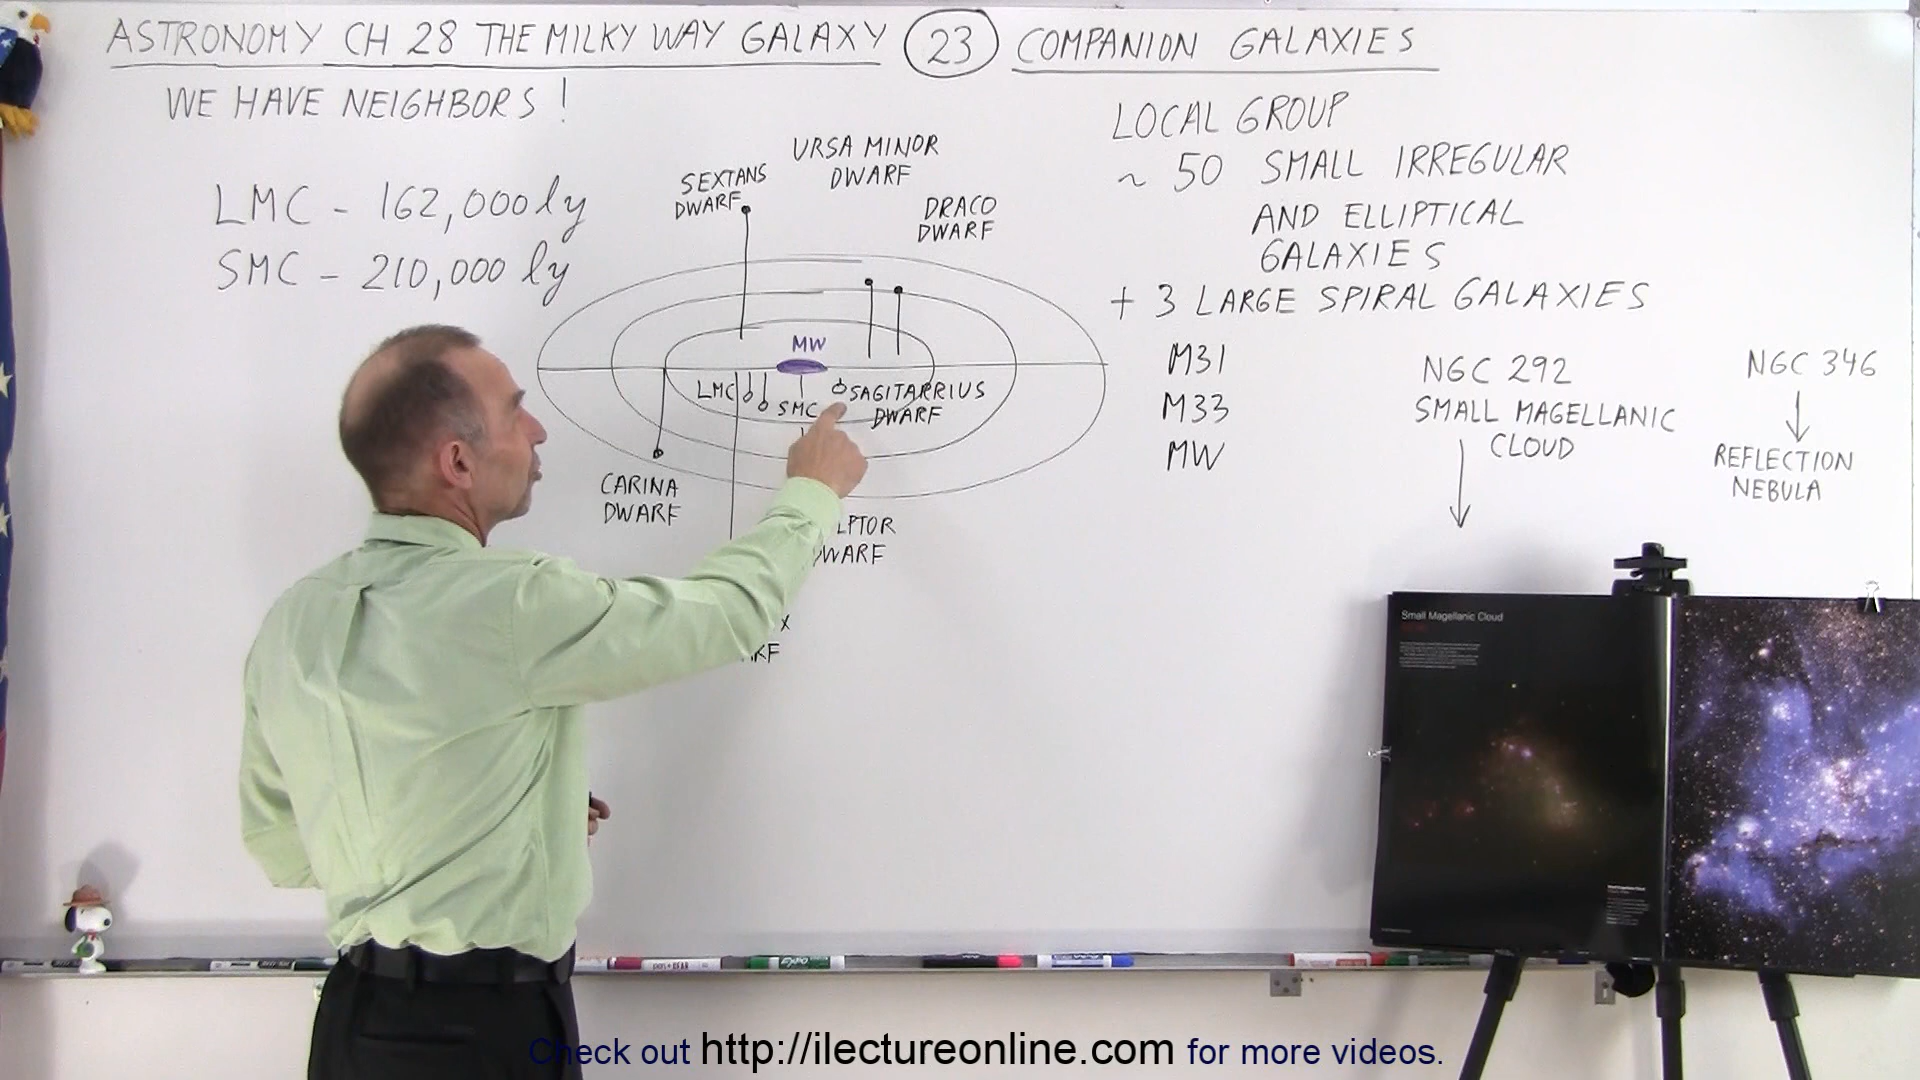 ASTRONOMY CH 28 THE MILKY WAY GALAXY 23 COMPANION GALAXIES
WE HAVE NEIGHBORS!
LMC - 162,000 ly
SMC - 210,000 ly
SEXTANS
DWARF
URSA MINOR
DWARF
DRACO
DWARF
MW
LMC
SMC
SAGITARRIUS
DWARF
CARINA
DWARF
LPTOR
DWARF
X
RF
LOCAL GROUP
~ 50 SMALL IRREGULAR
AND ELLIPTICAL
GALAXIES
+ 3 LARGE SPIRAL GALAXIES
M31
M33
MW
NGC 292
SMALL MAGELLANIC
CLOUD
NGC 346
REFLECTION
NEBULA
Small Magellanic Cloud
Check out http://ilectureonline.com for more videos.